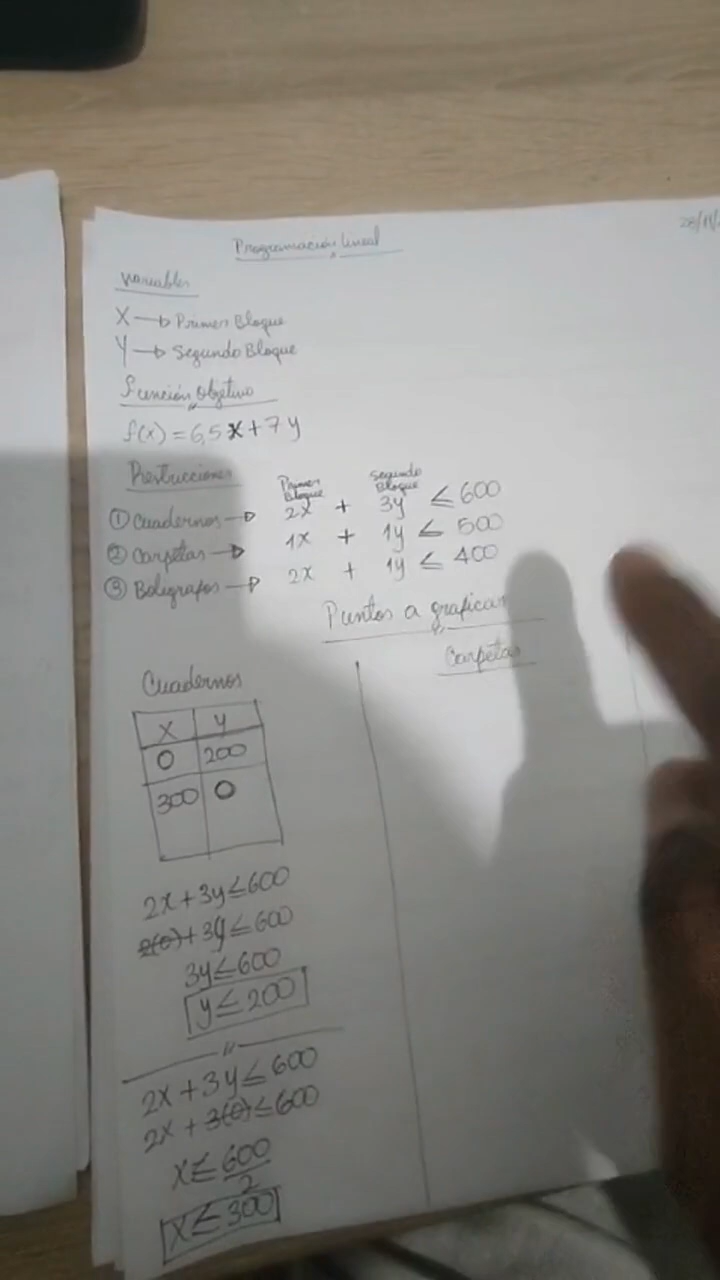 Programación lineal
28/11/
Variables
X → Primer Bloque
Y → Segundo Bloque
función Objetivo
f(x) = 6,5x + 7y
Restricciones
Primer Bloque
segundo Bloque
① Cuadernos → 2x + 3y ≤ 600
② Carpetas → 1x + 1y ≤ 500
③ Boligrafos → 2x + 1y ≤ 400
Puntos a graficar
Cuadernos
X Y
0 200
300 0
2x + 3y ≤ 600
2(0) + 3y ≤ 600
3y ≤ 600
y ≤ 200
2x + 3y ≤ 600
2x + 3(0) ≤ 600
x ≤ 600
2
x ≤ 300
Carpetas